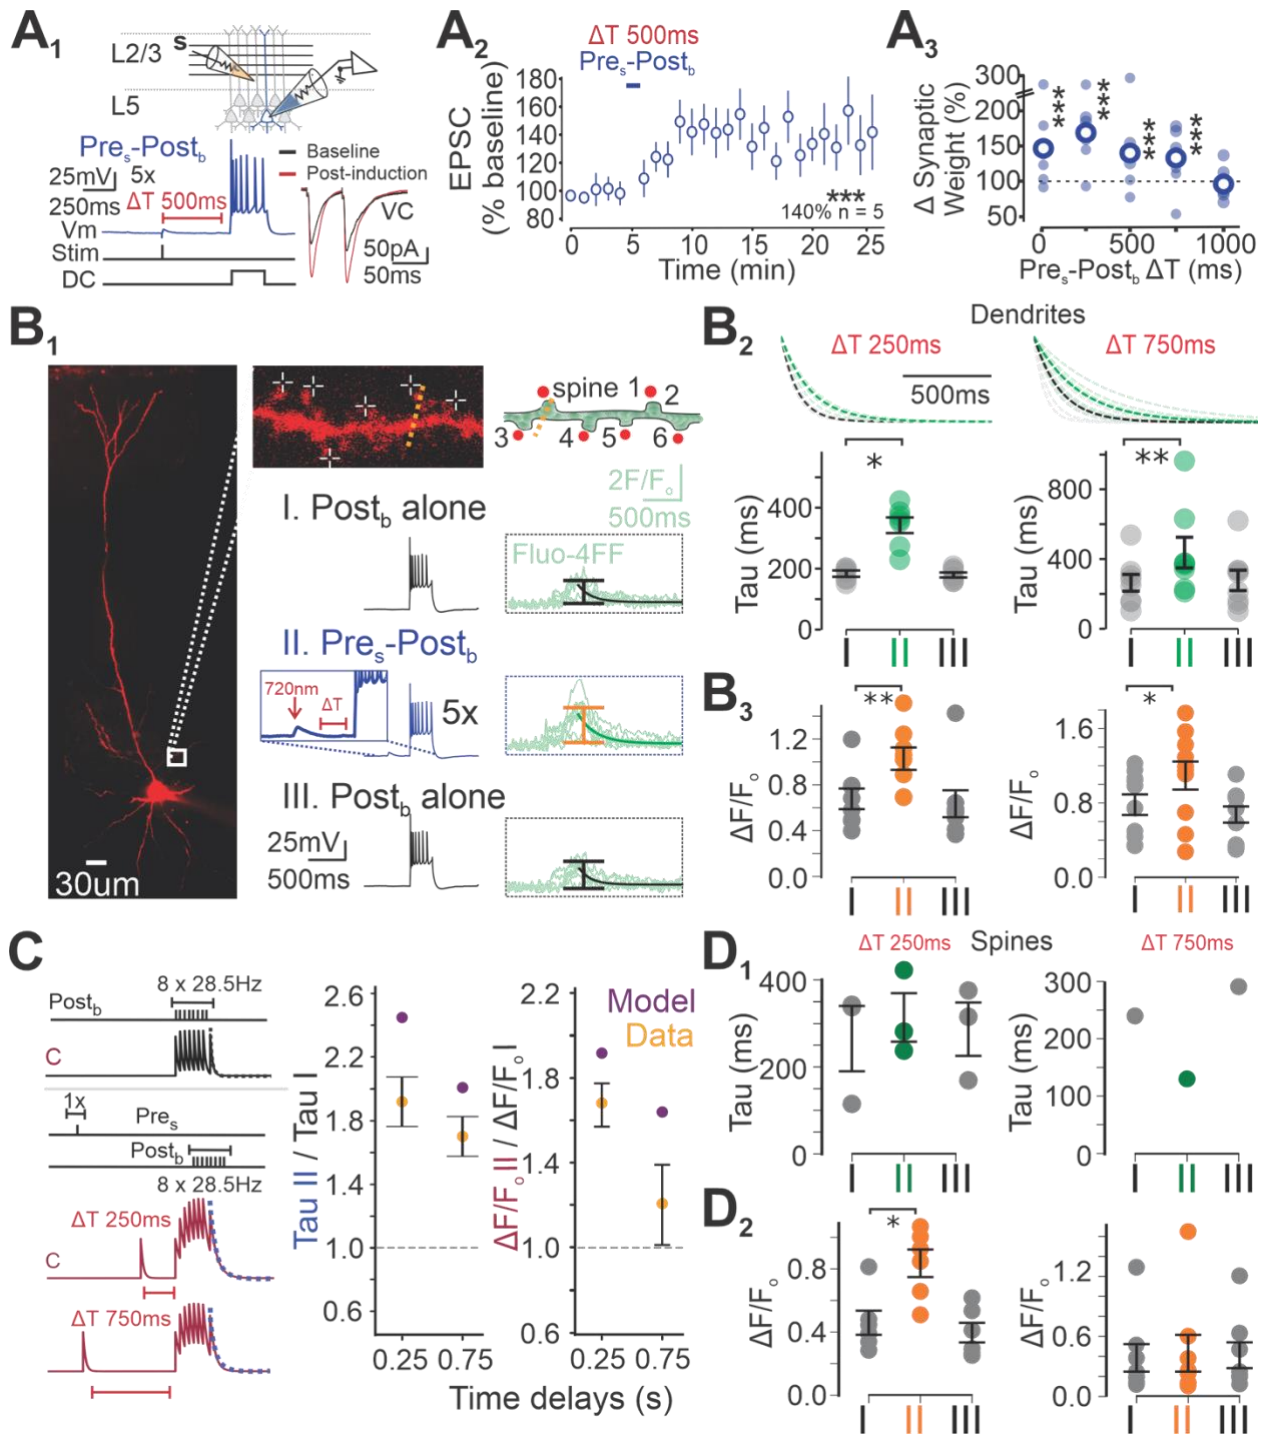 A1
L2/3
S
L5
Pres-Postb
25mV
5x
250ms
ΔT 500ms
Vm
Stim
DC
Baseline
Post-induction
VC
50pA
50ms
A2
ΔT 500ms
Pres-Postb
EPSC
(% baseline)
180
160
140
120
100
80
***
140% n = 5
0 5 10 15 20 25
Time (min)
A3
Δ Synaptic
Weight (%)
300
200
150
100
50
***
***
***
***
0 500 1000
Pres-Postb ΔT (ms)
B1
30um
spine 1
2
3
4
5
6
2F/Fo
500ms
I. Postb alone
Fluo-4FF
II. Pres-Postb
720nm
ΔT
5x
III. Postb alone
25mV
500ms
B2
Dendrites
ΔT 250ms
500ms
ΔT 750ms
*
Tau (ms)
400
200
0
I II III
**
Tau (ms)
800
400
0
I II III
B3
**
ΔF/Fo
1.2
0.8
0.4
0.0
I II III
*
ΔF/Fo
1.6
0.8
0.0
I II III
C
8 x 28.5Hz
Postb
C
1x
Pres
Postb
8 x 28.5Hz
ΔT 250ms
C
ΔT 750ms
Tau II / Tau I
2.6
2.2
1.8
1.4
1.0
0.6
0.25 0.75
ΔF/Fo II / ΔF/Fo I
2.2
1.8
1.4
1.0
0.6
0.25 0.75
Model
Data
Time delays (s)
D1
ΔT 250ms
Spines
ΔT 750ms
Tau (ms)
400
200
0
I II III
Tau (ms)
300
200
100
0
I II III
D2
*
ΔF/Fo
0.8
0.4
0.0
I II III
ΔF/Fo
1.2
0.6
0.0
I II III